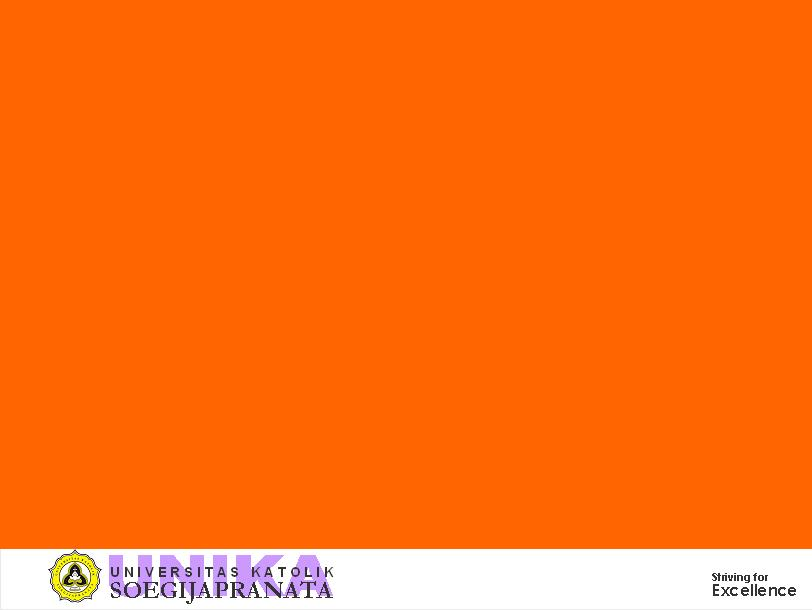 UNIKA
UNIVERSITAS KATOLIK
SOEGIJAPRANATA
Striving for
Excellence